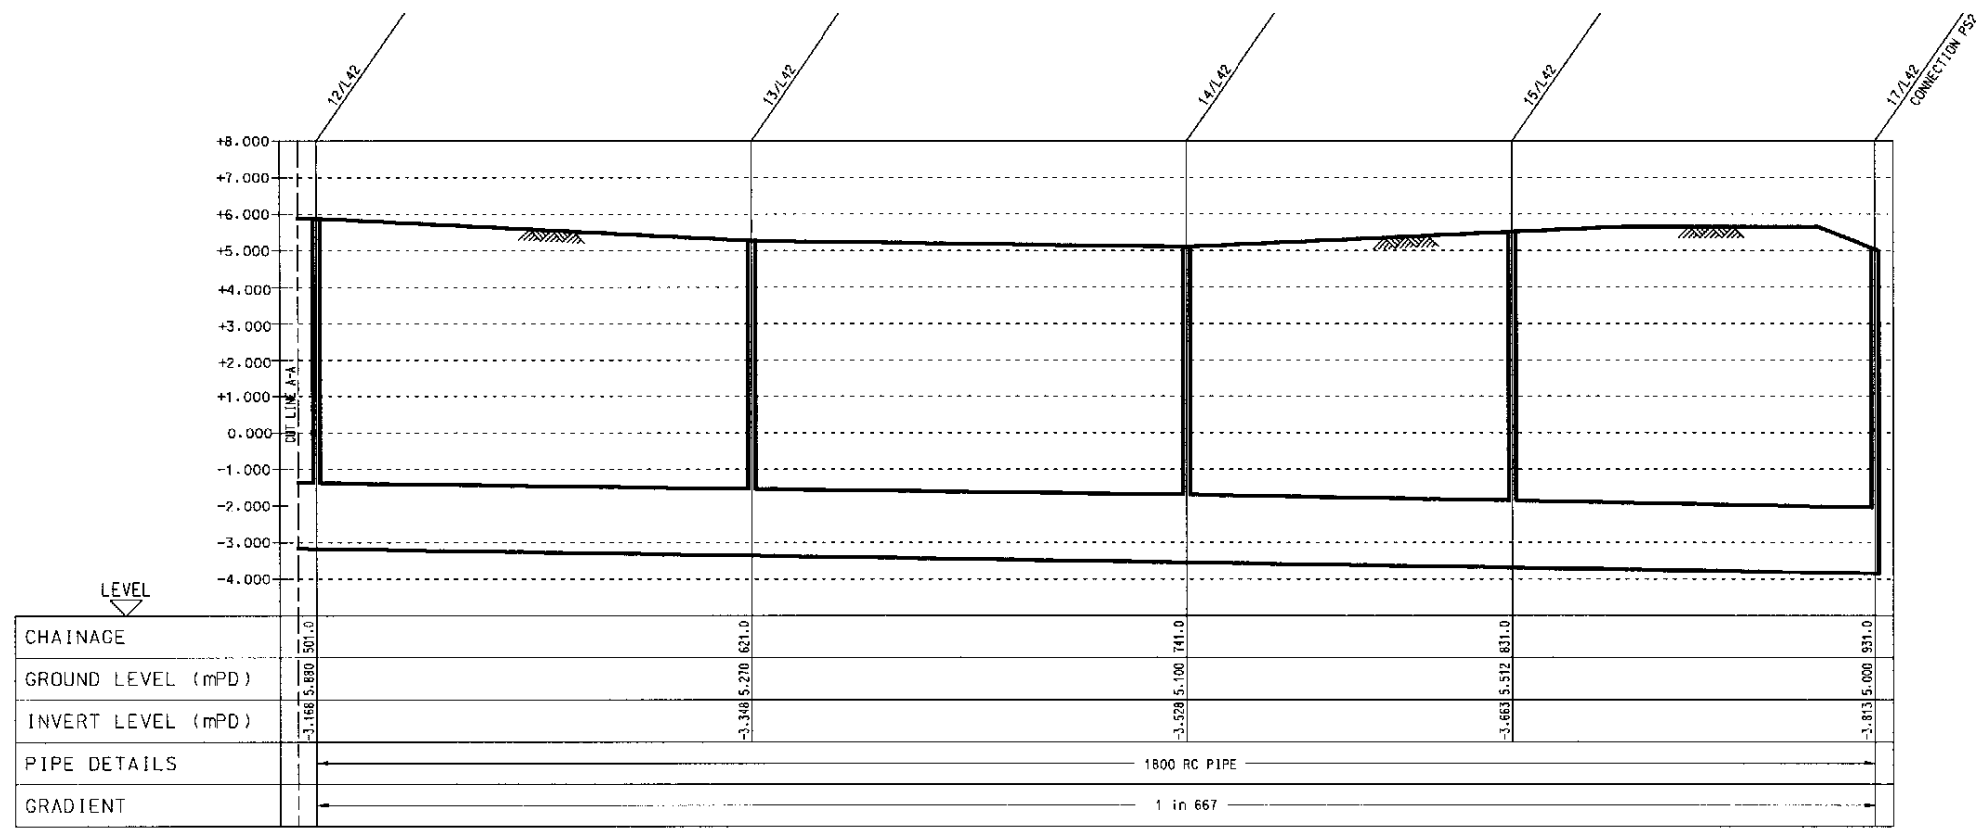 12/L42
13/L42
14/L42
15/L42
17/L42
CONNECTION PS2
+8.000
+7.000
+6.000
+5.000
+4.000
+3.000
+2.000
+1.000
0.000
-1.000
-2.000
-3.000
-4.000
CUT LINE A-A
LEVEL
CHAINAGE 501.0 621.0 741.0 831.0 931.0
GROUND LEVEL (mPD) 5.880 5.270 5.100 5.512 5.000
INVERT LEVEL (mPD) -3.168 -3.348 -3.528 -3.663 -3.813
PIPE DETAILS 1800 RC PIPE
GRADIENT 1 in 667